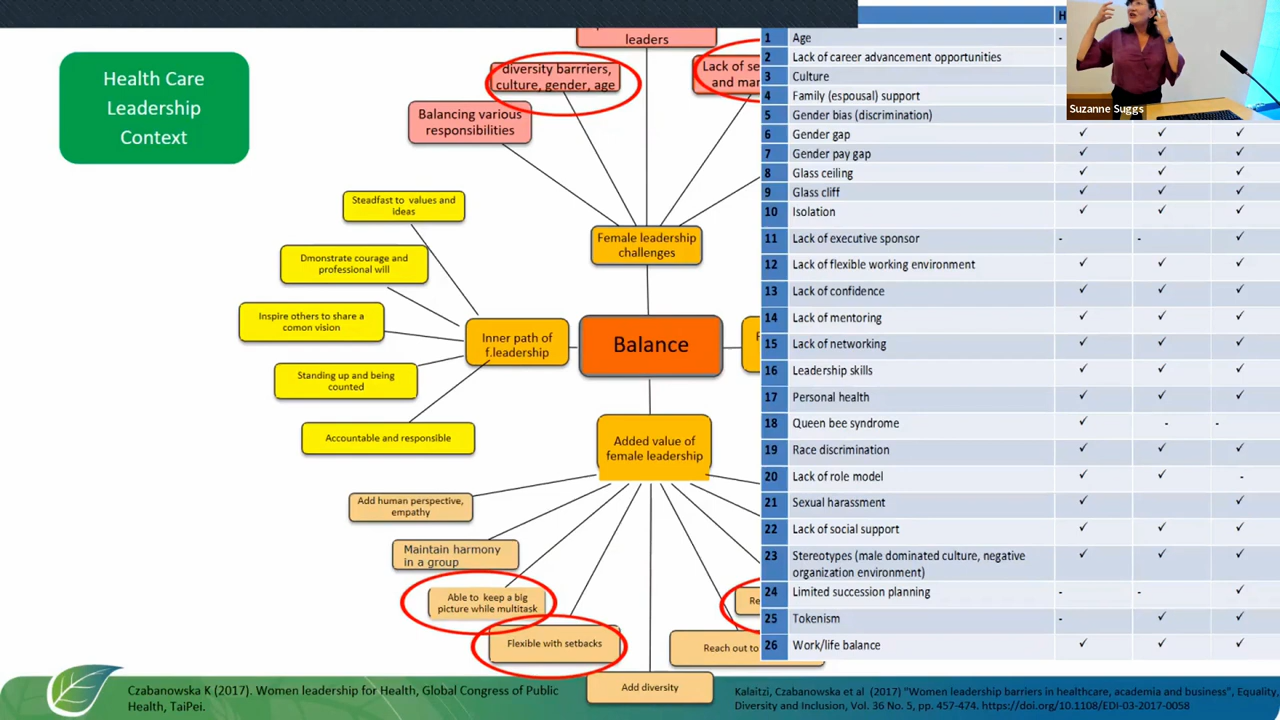 Health Care
Leadership
Context
leaders
diversity barrriers,
culture, gender, age
Lack of
Balancing various
responsibilities
Female leadership
challenges
Steadfast to values and
ideas
Dmonstrate courage and
professional will
Inspire others to share a
comon vision
Standing up and being
counted
Accountable and responsible
Inner path of
f.leadership
Balance
Added value of
female leadership
Add human perspective,
empathy
Maintain harmony
in a group
Able to keep a big
picture while multitask
Flexible with setbacks
Reach out to
Add diversity
1 Age -
2 Lack of career advancement opportunities
3 Culture
4 Family (espousal) support
5 Gender bias (discrimination)
6 Gender gap ✓ ✓ ✓
7 Gender pay gap ✓ ✓ ✓
8 Glass ceiling ✓ ✓ ✓
9 Glass cliff ✓ ✓ ✓
10 Isolation ✓ ✓ ✓
11 Lack of executive sponsor - - ✓
12 Lack of flexible working environment ✓ ✓ ✓
13 Lack of confidence ✓ ✓ ✓
14 Lack of mentoring ✓ ✓ ✓
15 Lack of networking ✓ ✓ ✓
16 Leadership skills ✓ ✓ ✓
17 Personal health ✓ ✓ ✓
18 Queen bee syndrome ✓ - -
19 Race discrimination ✓ ✓ ✓
20 Lack of role model ✓ ✓ -
21 Sexual harassment ✓ ✓
22 Lack of social support ✓ ✓ ✓
23 Stereotypes (male dominated culture, negative
organization environment) ✓ ✓ ✓
24 Limited succession planning - - ✓
25 Tokenism - ✓ ✓
26 Work/life balance ✓ ✓ ✓
Suzanne Suggs
Czabanowska K (2017). Women leadership for Health, Global Congress of Public
Health, TaiPei.
Kalaitzi, Czabanowska et al (2017) "Women leadership barriers in healthcare, academia and business", Equality,
Diversity and Inclusion, Vol. 36 No. 5, pp. 457-474. https://doi.org/10.1108/EDI-03-2017-0058